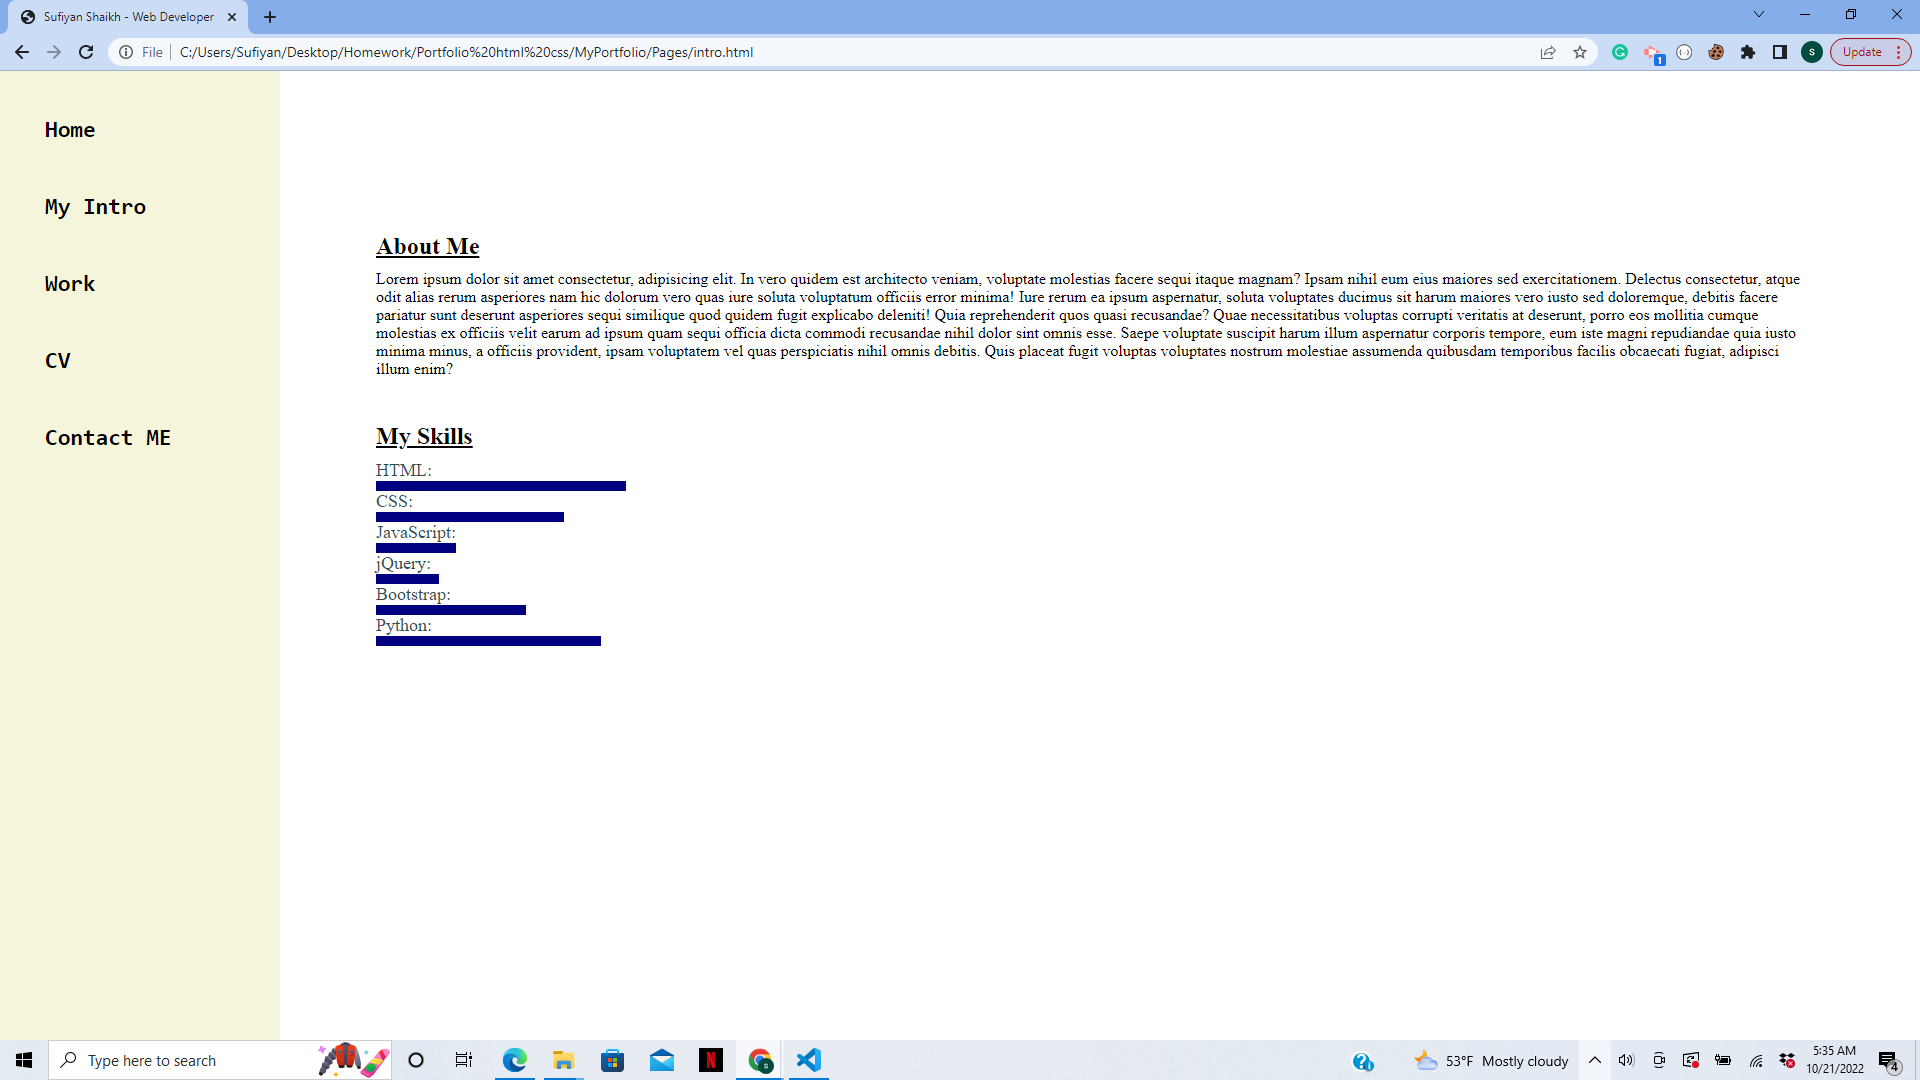 Sufiyan Shaikh - Web Developer
File
C:/Users/Sufiyan/Desktop/Homework/Portfolio%20html%20css/MyPortfolio/Pages/intro.html
1
S
Update
Home
My Intro
Work
CV
Contact ME
About Me
Lorem ipsum dolor sit amet consectetur, adipisicing elit. In vero quidem est architecto veniam, voluptate molestias facere sequi itaque magnam? Ipsam nihil eum eius maiores sed exercitationem. Delectus consectetur, atque
odit alias rerum asperiores nam hic dolorum vero quas iure soluta voluptatum officiis error minima! Iure rerum ea ipsum aspernatur, soluta voluptates ducimus sit harum maiores vero iusto sed doloremque, debitis facere
pariatur sunt deserunt asperiores sequi similique quod quidem fugit explicabo deleniti! Quia reprehenderit quos quasi recusandae? Quae necessitatibus voluptas corrupti veritatis at deserunt, porro eos mollitia cumque
molestias ex officiis velit earum ad ipsum quam sequi officia dicta commodi recusandae nihil dolor sint omnis esse. Saepe voluptate suscipit harum illum aspernatur corporis tempore, eum iste magni repudiandae quia iusto
minima minus, a officiis provident, ipsam voluptatem vel quas perspiciatis nihil omnis debitis. Quis placeat fugit voluptas voluptates nostrum molestiae assumenda quibusdam temporibus facilis obcaecati fugiat, adipisci
illum enim?
My Skills
HTML:
CSS:
JavaScript:
jQuery:
Bootstrap:
Python:
Type here to search
N
S
53°F Mostly cloudy
5:35 AM
10/21/2022
4